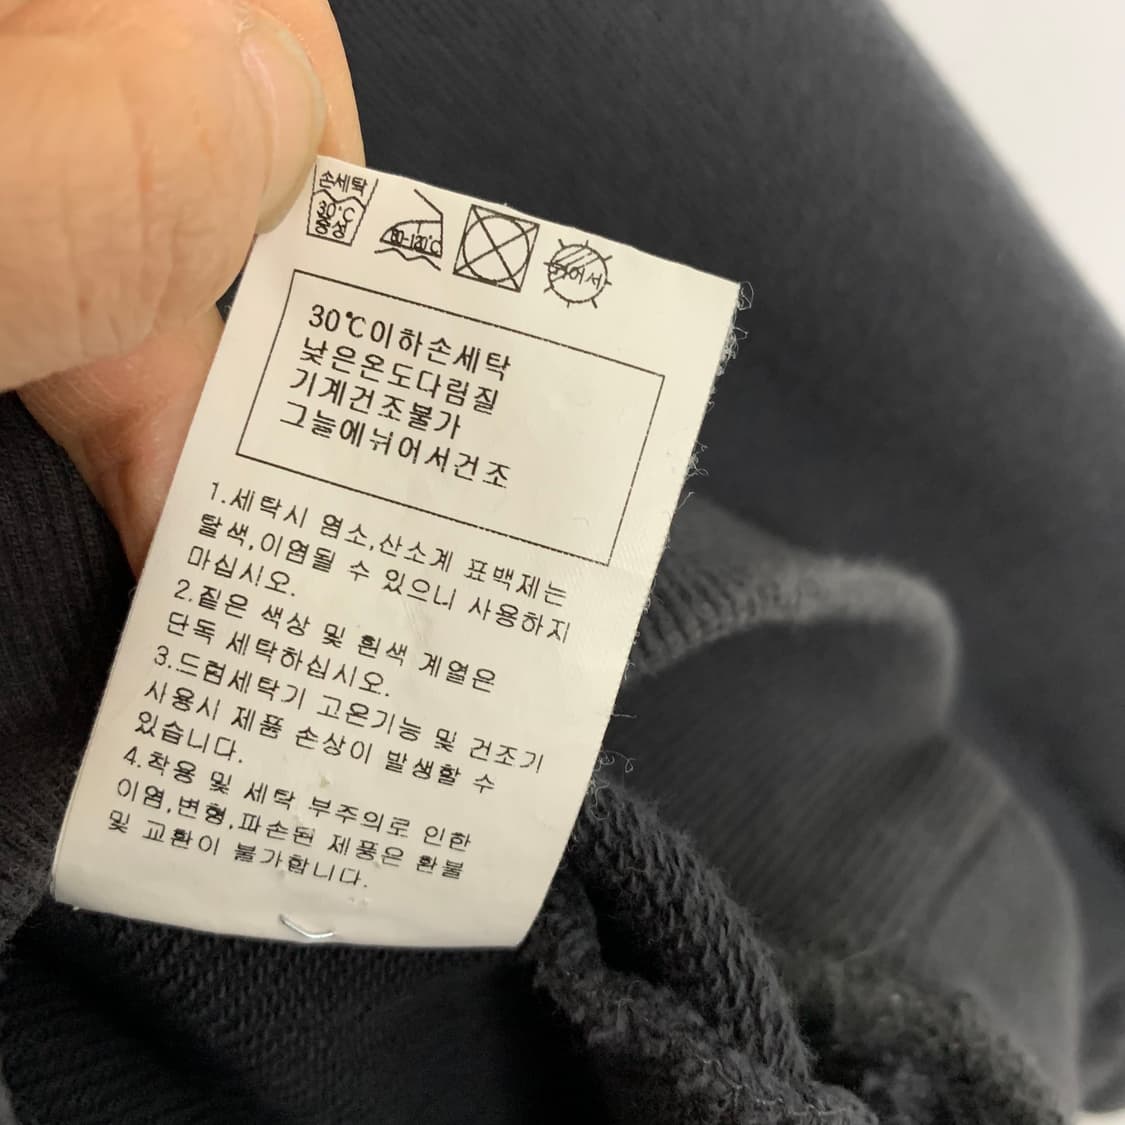 손세탁
30℃
중성
80-120℃
뉘어서
30℃이하손세탁
낮은온도다림질
기계건조불가
그늘에뉘어서건조
1.세탁시 염소,산소계 표백제는
탈색,이염될 수 있으니 사용하지
마십시오.
2.짙은 색상 및 흰색 계열은
단독 세탁하십시오.
3.드럼세탁기 고온기능 및 건조기
사용시 제품 손상이 발생할 수
있습니다.
4.착용 및 세탁 부주의로 인한
이염,변형,파손된 제품은 환불
및 교환이 불가합니다.